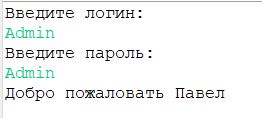 Введите логин:
Admin
Введите пароль:
Admin
Добро пожаловать Павел